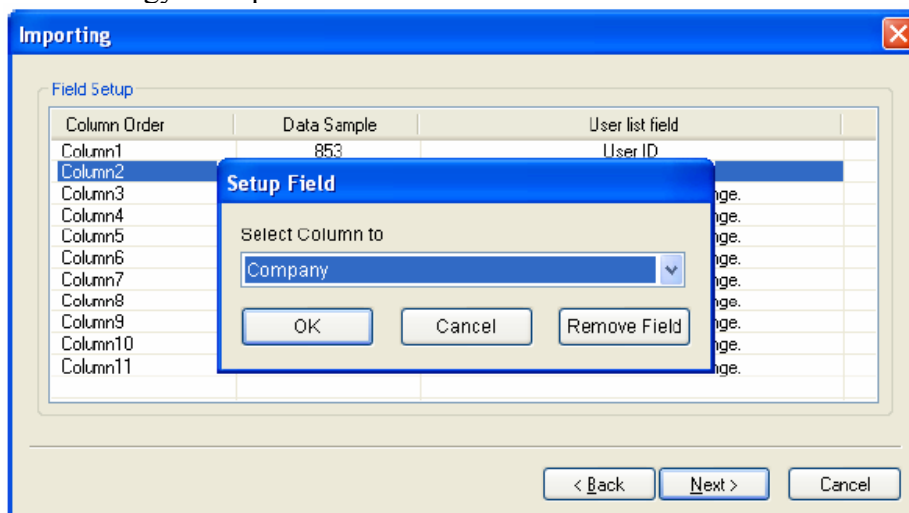 Importing
Field Setup
Column Order Data Sample User list field
Column1 853 User ID
Column2
Setup Field
Column3 nge.
Column4 nge.
Select Column to
Column5 nge.
Column6 nge.
Company
Column7 nge.
Column8 nge.
Column9 nge.
OK Cancel Remove Field
Column10 nge.
Column11 nge.
< Back Next > Cancel